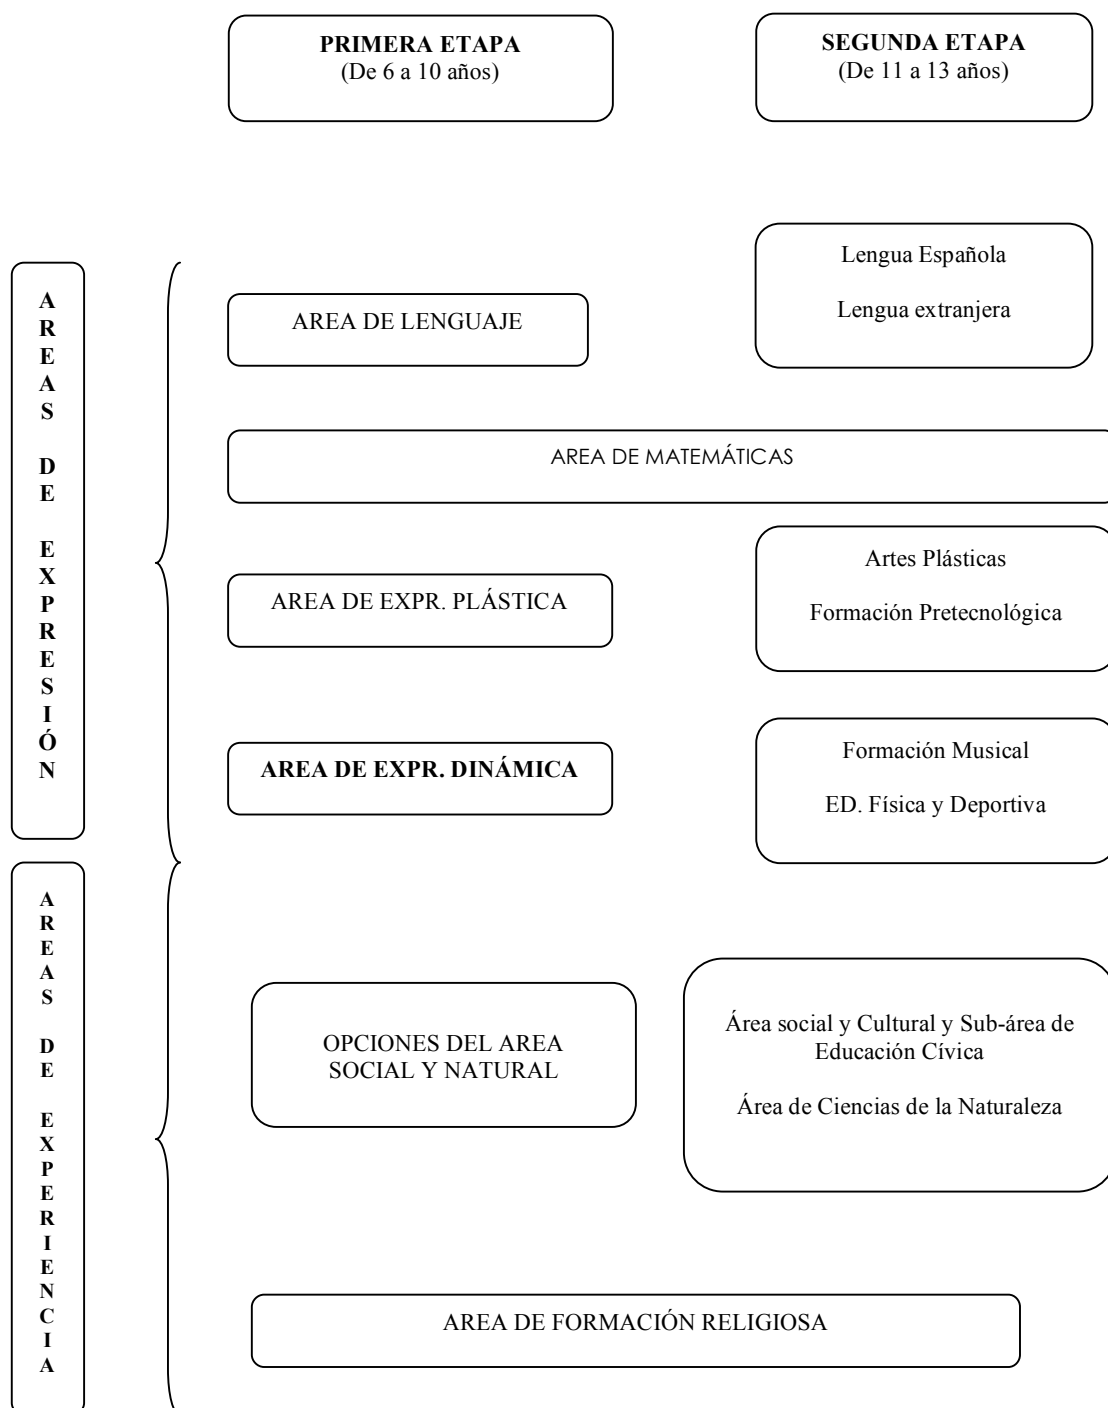 PRIMERA ETAPA
(De 6 a 10 años)
SEGUNDA ETAPA
(De 11 a 13 años)
AREAS DE EXPRESIÓN
AREA DE LENGUAJE
Lengua Española
Lengua extranjera
AREA DE MATEMÁTICAS
AREA DE EXPR. PLÁSTICA
Artes Plásticas
Formación Pretecnológica
AREA DE EXPR. DINÁMICA
Formación Musical
ED. Física y Deportiva
AREAS DE EXPERIENCIA
OPCIONES DEL AREA
SOCIAL Y NATURAL
Área social y Cultural y Sub-área de
Educación Cívica
Área de Ciencias de la Naturaleza
AREA DE FORMACIÓN RELIGIOSA